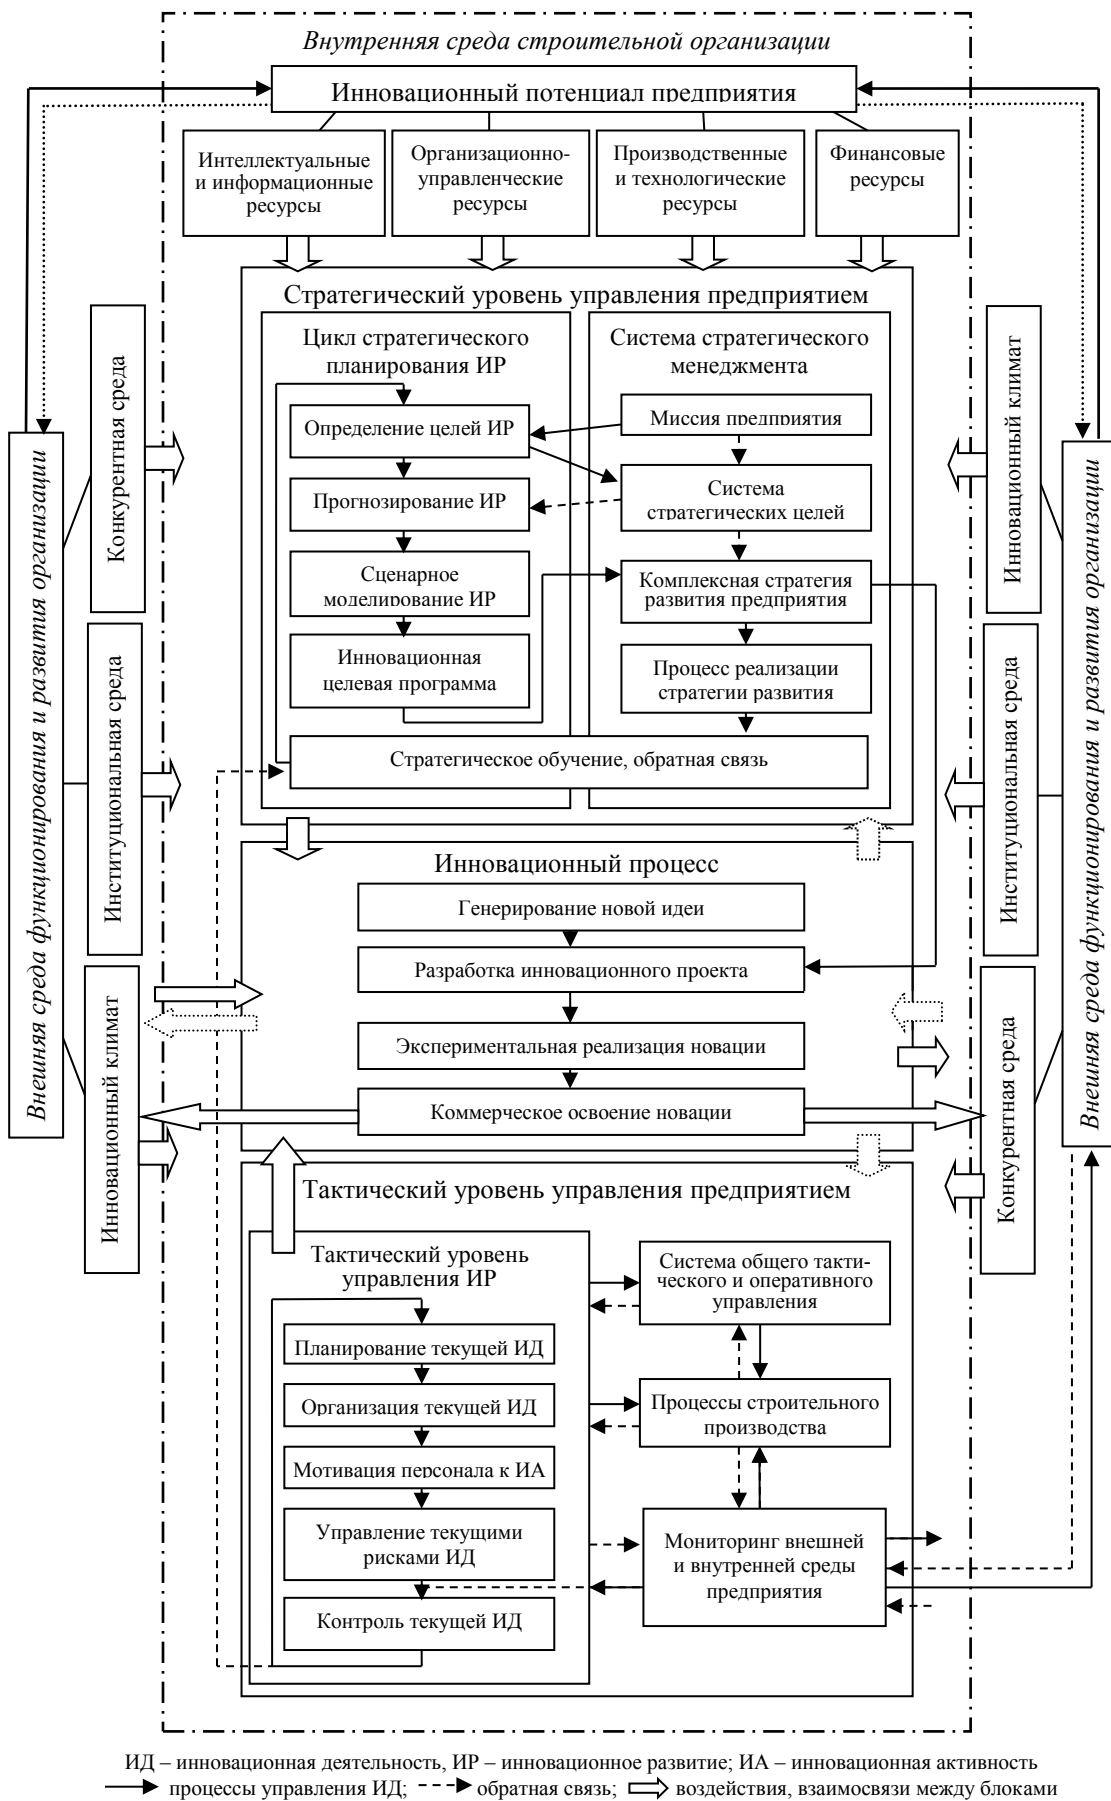 Внутренняя среда строительной организации
Инновационный потенциал предприятия
Интеллектуальные
и информационные
ресурсы
Организационно-
управленческие
ресурсы
Производственные
и технологические
ресурсы
Финансовые
ресурсы
Стратегический уровень управления предприятием
Цикл стратегического
планирования ИР
Определение целей ИР
Прогнозирование ИР
Сценарное
моделирование ИР
Инновационная
целевая программа
Система стратегического
менеджмента
Миссия предприятия
Система
стратегических целей
Комплексная стратегия
развития предприятия
Процесс реализации
стратегии развития
Стратегическое обучение, обратная связь
Внешняя среда функционирования и развития организации
Конкурентная среда
Институциональная среда
Инновационный климат
Инновационный климат
Институциональная среда
Конкурентная среда
Внешняя среда функционирования и развития организации
Инновационный процесс
Генерирование новой идеи
Разработка инновационного проекта
Экспериментальная реализация новации
Коммерческое освоение новации
Тактический уровень управления предприятием
Тактический уровень
управления ИР
Планирование текущей ИД
Организация текущей ИД
Мотивация персонала к ИА
Управление текущими
рисками ИД
Контроль текущей ИД
Система общего такти-
ческого и оперативного
управления
Процессы строительного
производства
Мониторинг внешней
и внутренней среды
предприятия
ИД – инновационная деятельность, ИР – инновационное развитие; ИА – инновационная активность
процессы управления ИД; обратная связь; воздействия, взаимосвязи между блоками